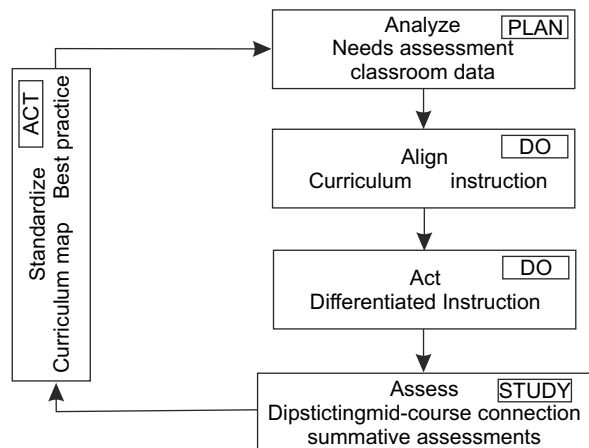 Analyze PLAN
Needs assessment
classroom data
Align DO
Curriculum instruction
Act DO
Differentiated Instruction
Assess STUDY
Dipstictingmid-course connection
summative assessments
ACT
Standardize
Curriculum map Best practice